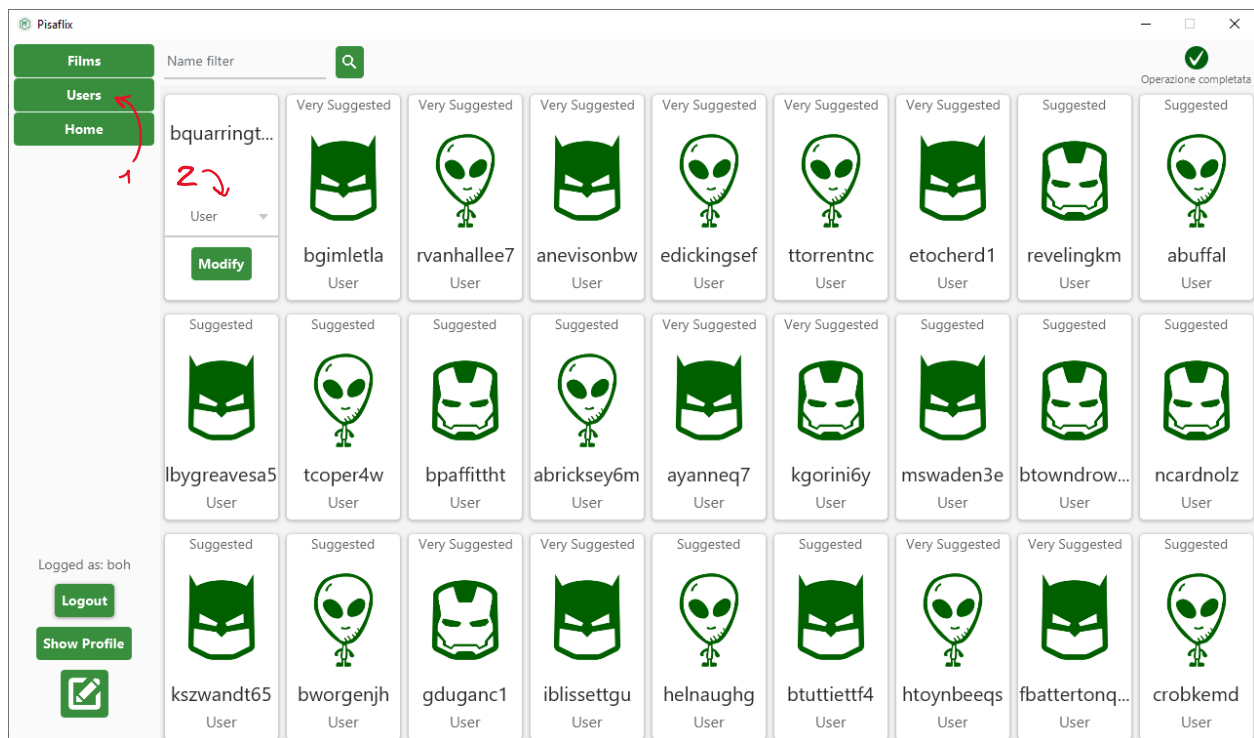 Pisaflix
Films
Users
Home
1
Name filter
Operazione completata
bquarringt...
2
User
Modify
Very Suggested
bgimletla
User
Very Suggested
rvanhallee7
User
Very Suggested
anevisonbw
User
Very Suggested
edickingsef
User
Very Suggested
ttorrentnc
User
Very Suggested
etocherd1
User
Suggested
revelingkm
User
Suggested
abuffal
User
Suggested
lbygreavesa5
User
Suggested
tcoper4w
User
Suggested
bpaffittht
User
Suggested
abricksey6m
User
Very Suggested
ayanneq7
User
Very Suggested
kgorini6y
User
Suggested
mswaden3e
User
Suggested
btowndrow...
User
Suggested
ncardnolz
User
Suggested
kszwandt65
User
Suggested
bworgenjh
User
Very Suggested
gduganc1
User
Very Suggested
iblissettgu
User
Suggested
helnaughg
User
Suggested
btuttiettf4
User
Very Suggested
htoynbeeqs
User
Very Suggested
fbattertonq...
User
Suggested
crobkemd
User
Logged as: boh
Logout
Show Profile